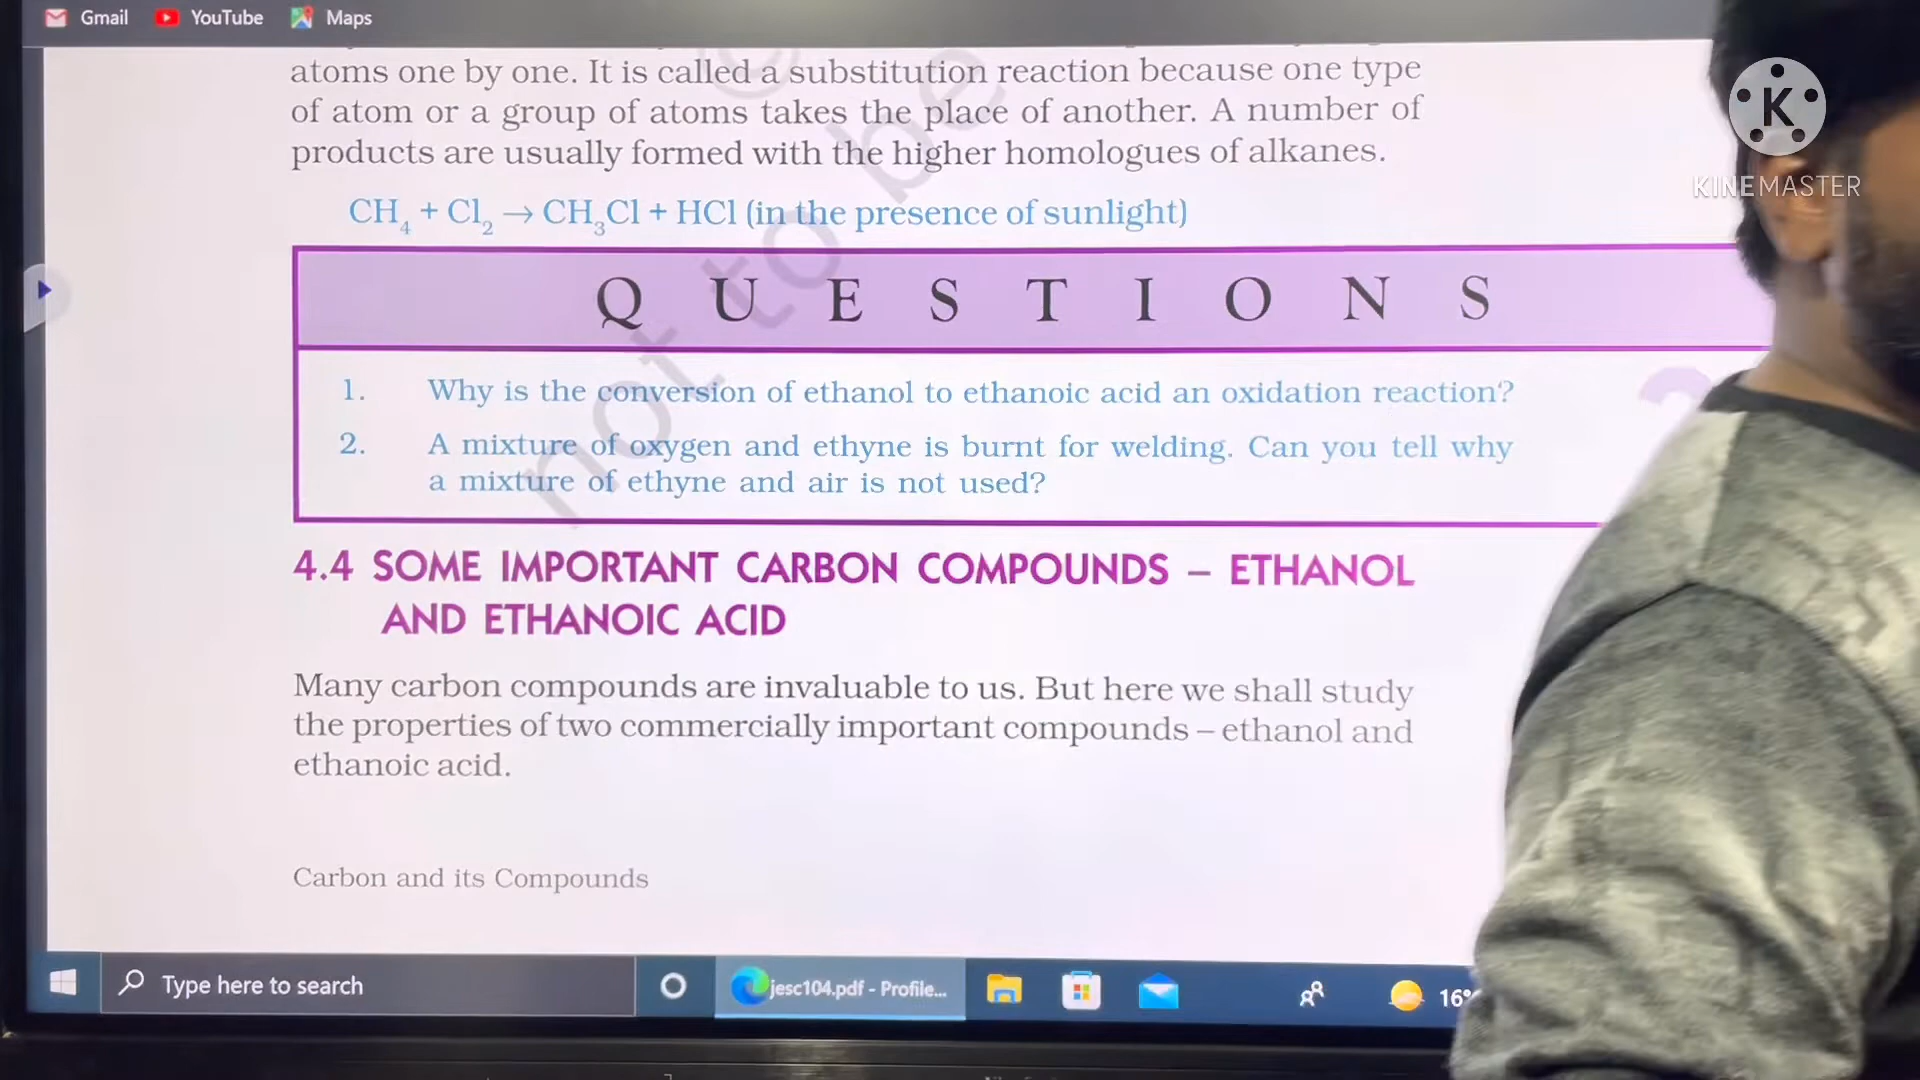 Gmail YouTube Maps
atoms one by one. It is called a substitution reaction because one type
of atom or a group of atoms takes the place of another. A number of
products are usually formed with the higher homologues of alkanes.
CH₄ + Cl₂ → CH₃Cl + HCl (in the presence of sunlight)
QUESTIONS
1. Why is the conversion of ethanol to ethanoic acid an oxidation reaction?
2. A mixture of oxygen and ethyne is burnt for welding. Can you tell why
a mixture of ethyne and air is not used?
4.4 SOME IMPORTANT CARBON COMPOUNDS – ETHANOL
AND ETHANOIC ACID
Many carbon compounds are invaluable to us. But here we shall study
the properties of two commercially important compounds – ethanol and
ethanoic acid.
Carbon and its Compounds
Type here to search
jesc104.pdf - Profile...
16°
K
KINEMASTER
not to be